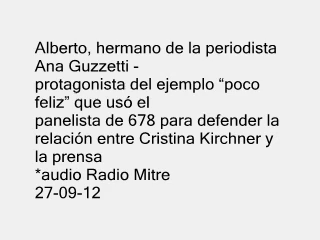 Alberto, hermano de la periodista
Ana Guzzetti -
protagonista del ejemplo “poco
feliz” que usó el
panelista de 678 para defender la
relación entre Cristina Kirchner y
la prensa
*audio Radio Mitre
27-09-12